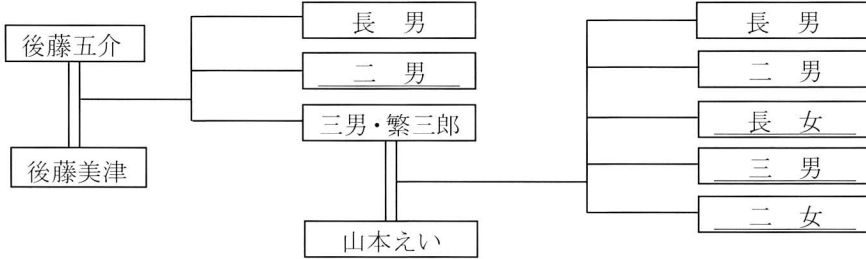 後藤五介
後藤美津
長 男
二 男
三男・繁三郎
山本えい
長 男
二 男
長 女
三 男
二 女